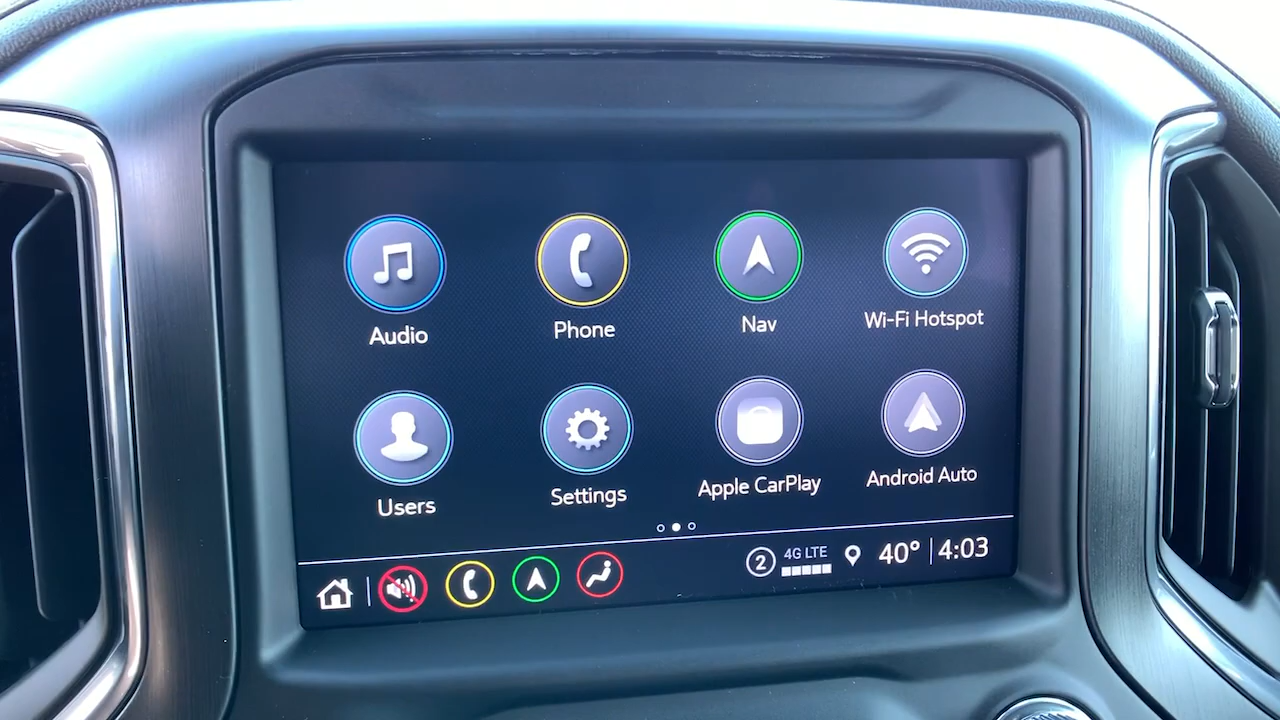 Audio Phone Nav Wi-Fi Hotspot
Users Settings Apple CarPlay Android Auto
2 4G LTE 40° 4:03